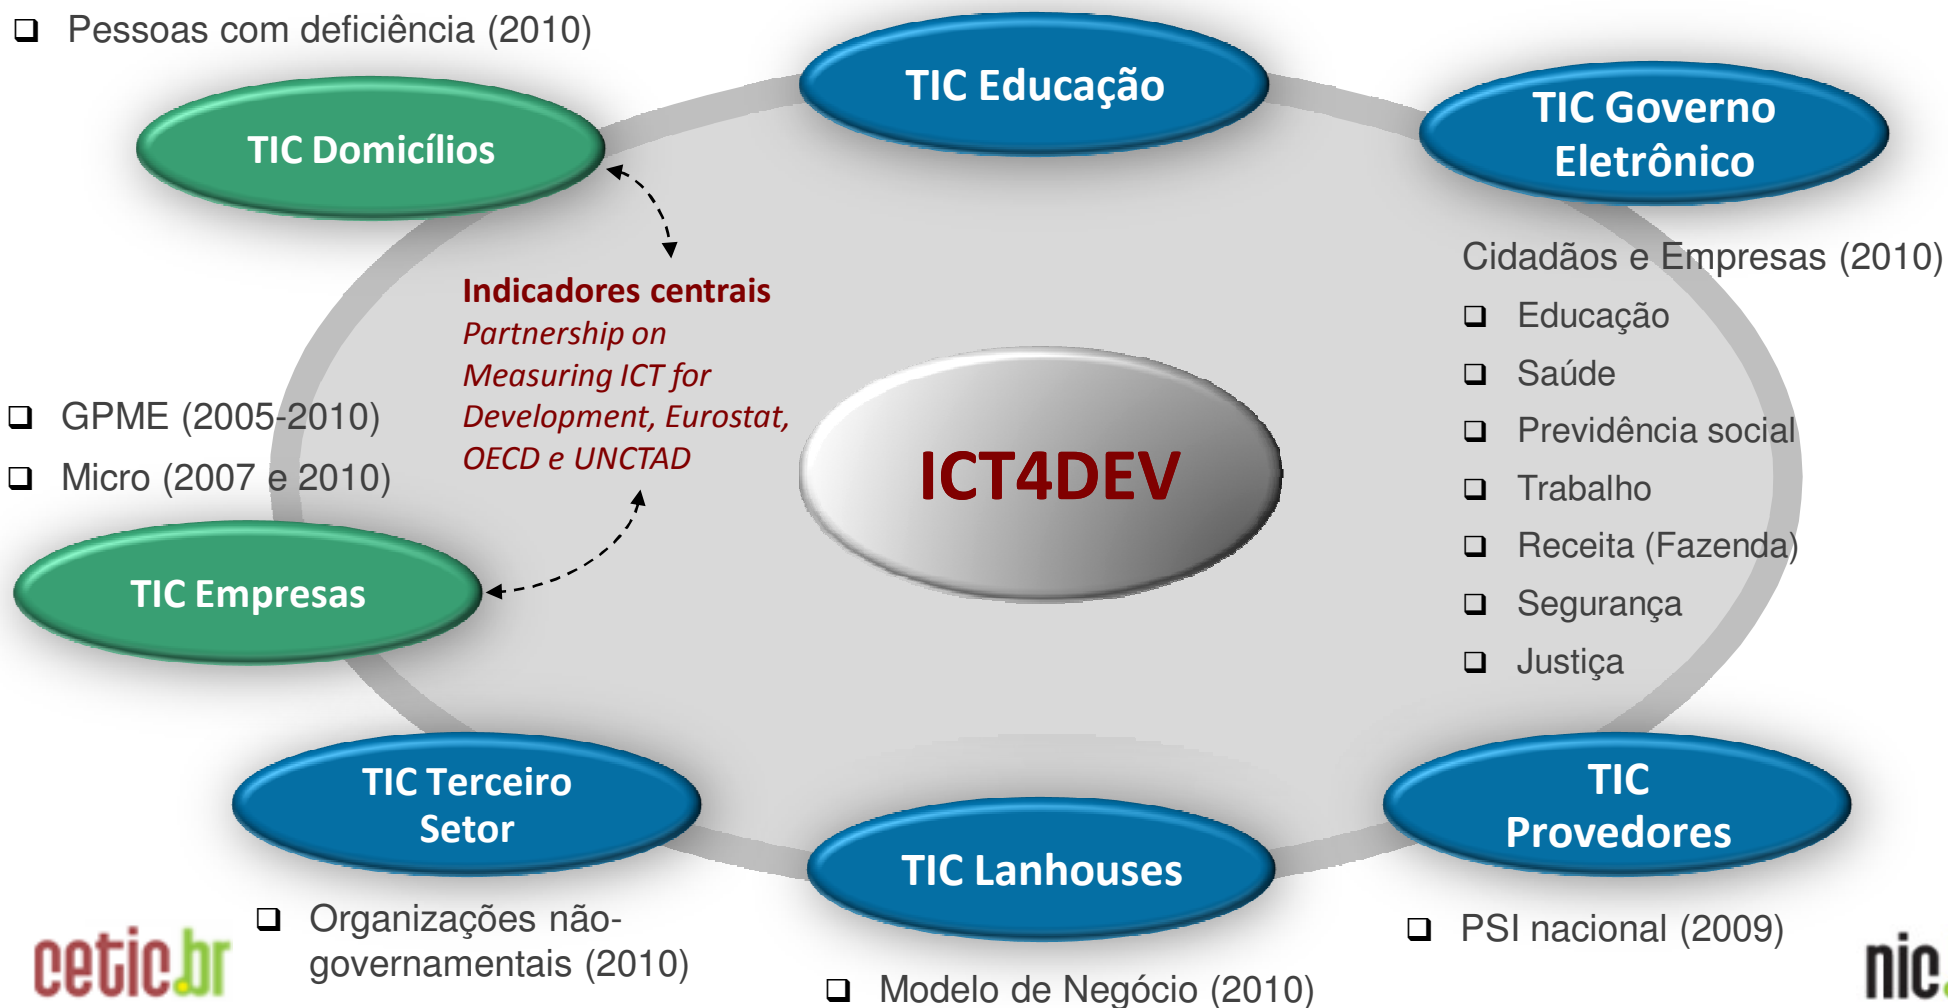 ❑ Pessoas com deficiência (2010)
TIC Domicílios
TIC Educação
TIC Governo
Eletrônico
Indicadores centrais
Partnership on
Measuring ICT for
Development, Eurostat,
OECD e UNCTAD
ICT4DEV
Cidadãos e Empresas (2010)
❑ Educação
❑ Saúde
❑ Previdência social
❑ Trabalho
❑ Receita (Fazenda)
❑ Segurança
❑ Justiça
❑ GPME (2005-2010)
❑ Micro (2007 e 2010)
TIC Empresas
TIC Terceiro
Setor
❑ Organizações não-
governamentais (2010)
TIC Lanhouses
❑ Modelo de Negócio (2010)
TIC
Provedores
❑ PSI nacional (2009)
cetic.br
nic.